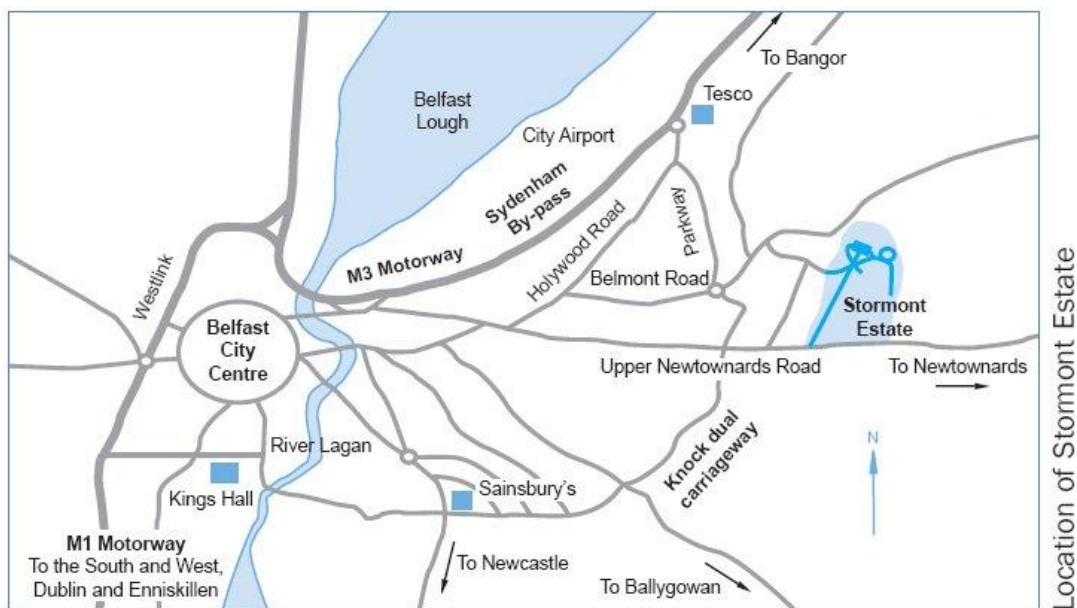 To Bangor
Tesco
Belfast
Lough
City Airport
Sydenham
By-pass
M3 Motorway
Holywood Road
Parkway
Belmont Road
Westlink
Belfast
City
Centre
Stormont
Estate
Upper Newtownards Road
To Newtownards
River Lagan
Kings Hall
Sainsbury's
Knock dual
carriageway
N
M1 Motorway
To the South and West,
Dublin and Enniskillen
To Newcastle
To Ballygowan
Location of Stormont Estate